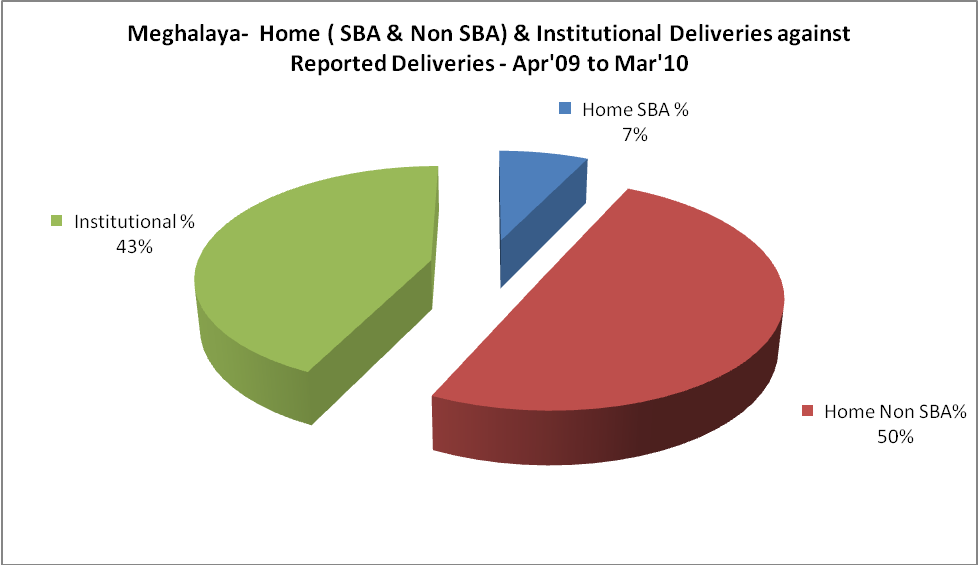 Meghalaya- Home ( SBA & Non SBA) & Institutional Deliveries against
Reported Deliveries - Apr'09 to Mar'10
Home SBA %
7%
Institutional %
43%
Home Non SBA%
50%